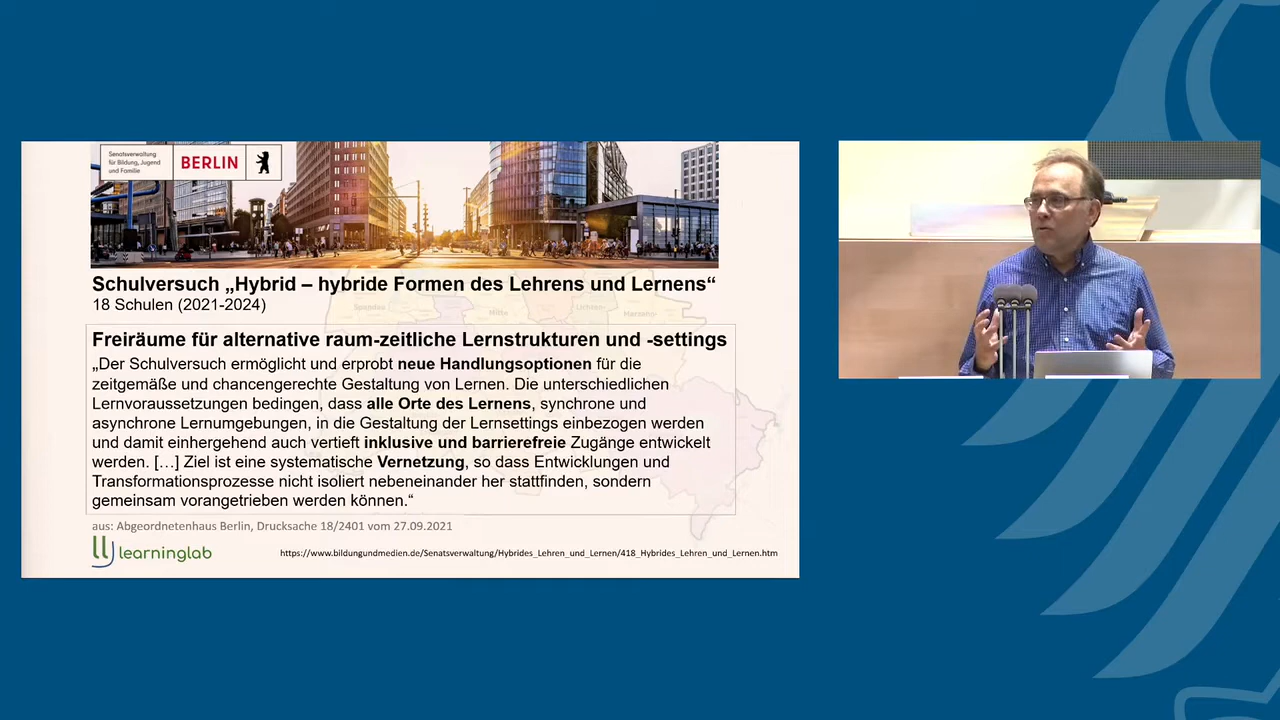 Senatsverwaltung
für Bildung, Jugend
und Familie
BERLIN
Schulversuch „Hybrid – hybride Formen des Lehrens und Lernens“
18 Schulen (2021-2024)
Spandau
Mitte
Lichten-
Marzahn-
Freiräume für alternative raum-zeitliche Lernstrukturen und -settings
„Der Schulversuch ermöglicht und erprobt neue Handlungsoptionen für die
zeitgemäße und chancengerechte Gestaltung von Lernen. Die unterschiedlichen
Lernvoraussetzungen bedingen, dass alle Orte des Lernens, synchrone und
asynchrone Lernumgebungen, in die Gestaltung der Lernsettings einbezogen werden
und damit einhergehend auch vertieft inklusive und barrierefreie Zugänge entwickelt
werden. […] Ziel ist eine systematische Vernetzung, so dass Entwicklungen und
Transformationsprozesse nicht isoliert nebeneinander her stattfinden, sondern
gemeinsam vorangetrieben werden können.“
aus: Abgeordnetenhaus Berlin, Drucksache 18/2401 vom 27.09.2021
learninglab
https://www.bildungundmedien.de/Senatsverwaltung/Hybrides_Lehren_und_Lernen/418_Hybrides_Lehren_und_Lernen.htm